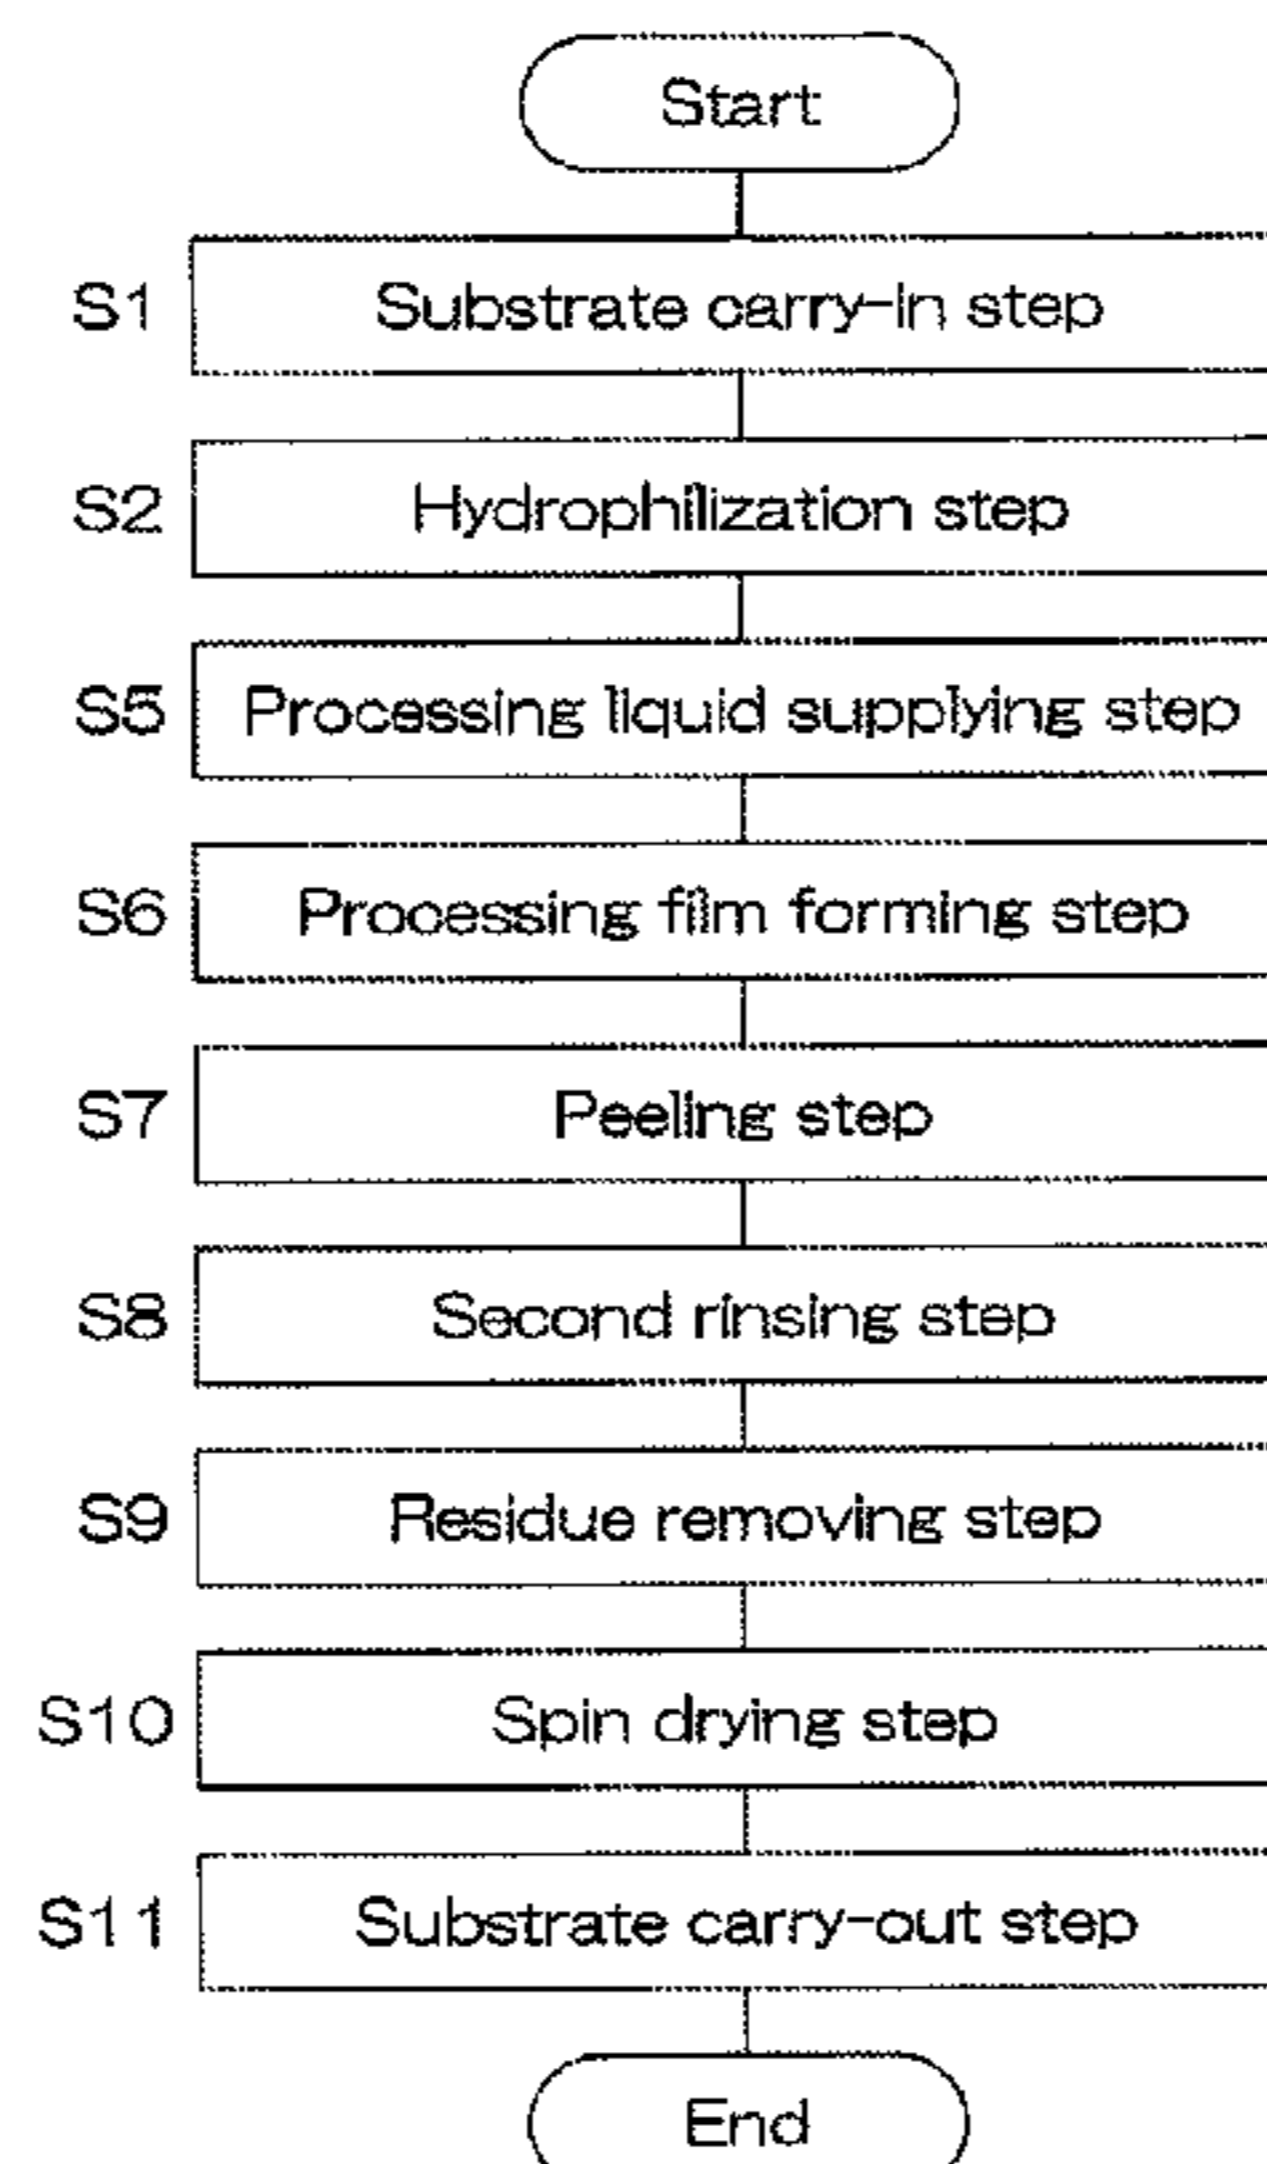 Start
S1 Substrate carry-in step
S2 Hydrophilization step
S5 Processing liquid supplying step
S6 Processing film forming step
S7 Peeling step
S8 Second rinsing step
S9 Residue removing step
S10 Spin drying step
S11 Substrate carry-out step
End